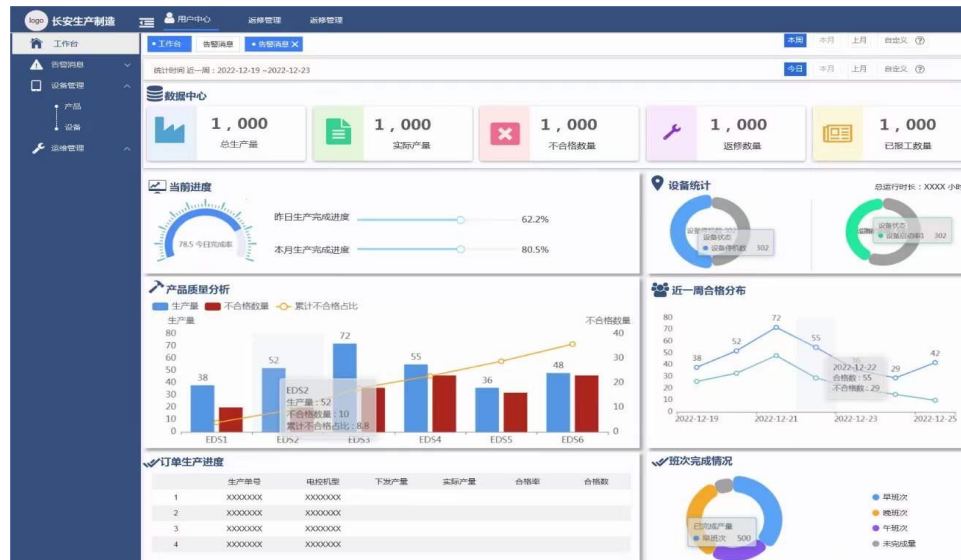 logo 长安生产制造 用户中心 返修管理 返修管理
工作台
告警消息
设备管理
产品
设备
运维管理
工作台 告警消息 告警消息 X 本周 本月 上月 自定义 ?
统计时间 近一周：2022-12-19 ~2022-12-23 今日 本月 上月 自定义 ?
数据中心
1，000 1，000 1，000 1，000 1，000
总生产量 实际产量 不合格数量 返修数量 已报工数量
当前进度
78.5 今日完成率
昨日生产完成进度 62.2%
本月生产完成进度 80.5%
设备统计 总运行时长：XXXX 小时
设备状态
设备停机数 302
设备状态
302
产品质量分析
生产量 不合格数量 累计不合格占比
生产量 不合格数量
80
70
60
50
40
30
20
10
0
40
30
20
10
0
38 52 72 55 36 48
EDS2
生产量：52
不合格数量：10
累计不合格占比：8.8
EDS1 EDS2 EDS3 EDS4 EDS5 EDS6
近一周合格分布
80
70
60
50
40
30
20
10
0
38 52 72 55 29 42
2022-12-22
合格数：55
不合格数：29
2022-12-19 2022-12-21 2022-12-23 2022-12-25
订单生产进度
生产单号 电控机型 下发产量 实际产量 合格率 合格数
1 XXXXXXX XXXXXXX
2 XXXXXXX XXXXXXX
3 XXXXXXX XXXXXXX
4 XXXXXXX XXXXXXX
班次完成情况
已完成产量
早班次 500
早班次
晚班次
午班次
未完成量